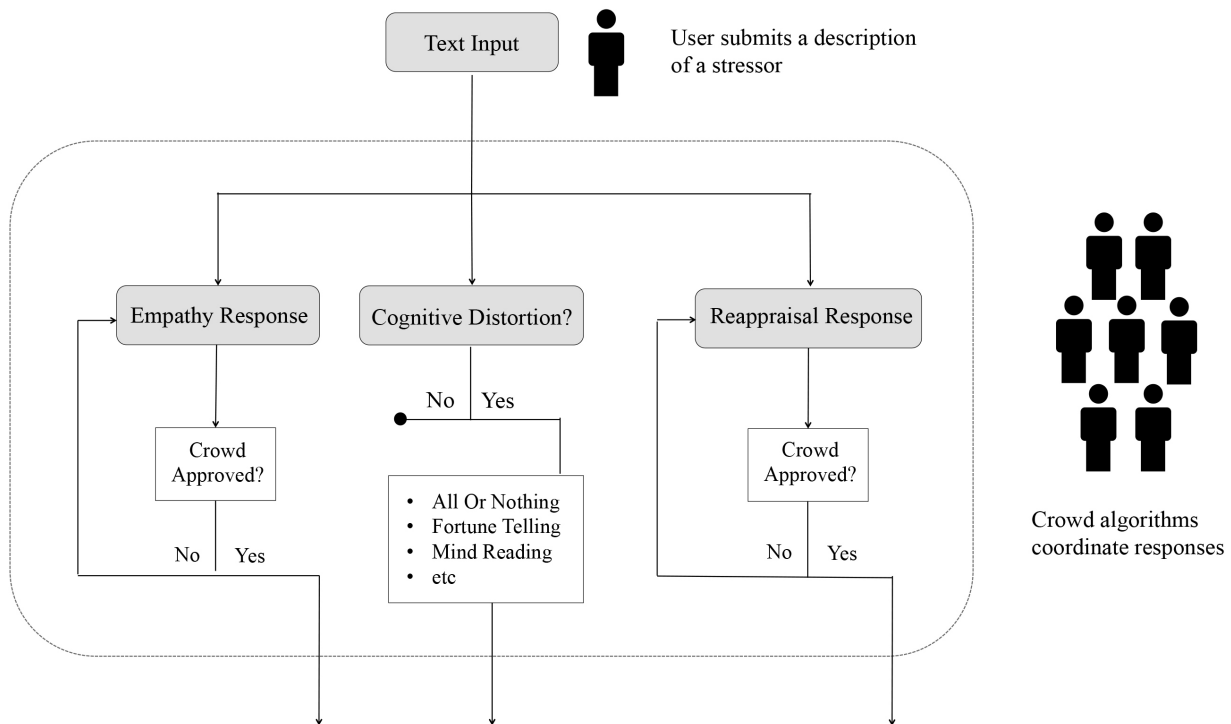 Text Input
User submits a description
of a stressor
Empathy Response
Cognitive Distortion?
Reappraisal Response
No Yes
Crowd
Approved?
Crowd
Approved?
• All Or Nothing
• Fortune Telling
• Mind Reading
• etc
No Yes
No Yes
Crowd algorithms
coordinate responses